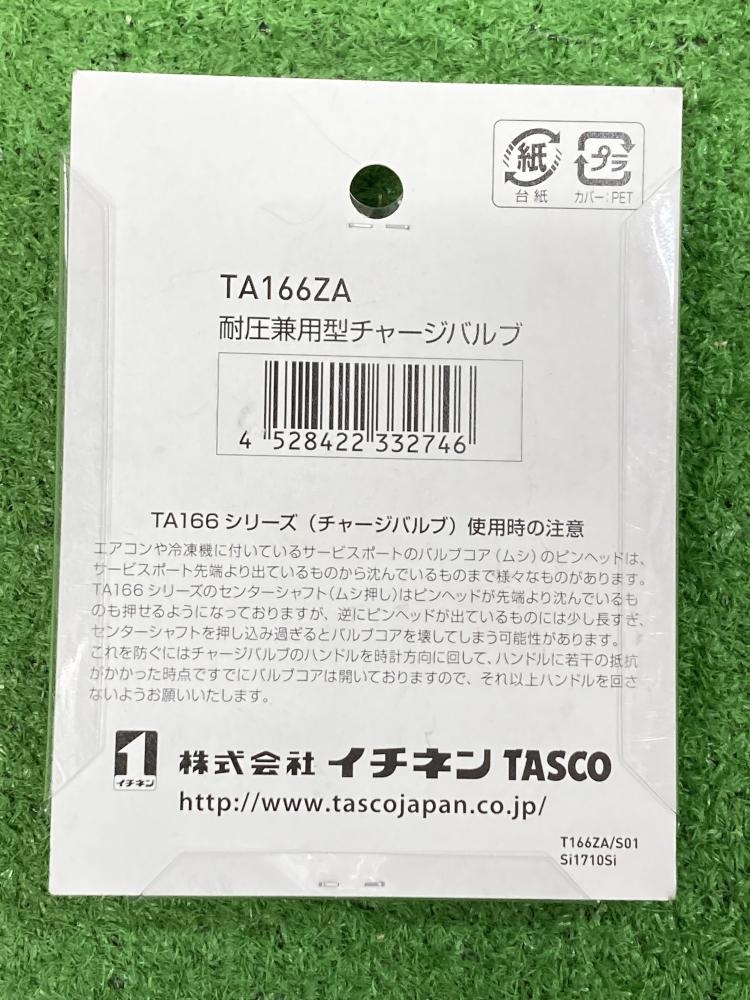 紙
プラ
台紙
カバー：PET
TA166ZA
耐圧兼用型チャージバルブ
4 528422 332746
TA166 シリーズ（チャージバルブ）使用時の注意
エアコンや冷凍機に付いているサービスポートのバルブコア（ムシ）のピンヘッドは、
サービスポート先端より出ているものから沈んでいるものまで様々なものがあります。
TA166 シリーズのセンターシャフト（ムシ押し）はピンヘッドが先端より沈んでいるも
のも押せるようになっておりますが、逆にピンヘッドが出ているものには少し長すぎ、
センターシャフトを押し込み過ぎるとバルブコアを壊してしまう可能性があります。
これを防ぐにはチャージバルブのハンドルを時計方向に回して、ハンドルに若干の抵抗
がかかった時点ですでにバルブコアは開いておりますので、それ以上ハンドルを回さ
ないようお願いいたします。
1
イチネン
株式会社 イチネン TASCO
http://www.tascojapan.co.jp/
T166ZA/S01
Si1710Si